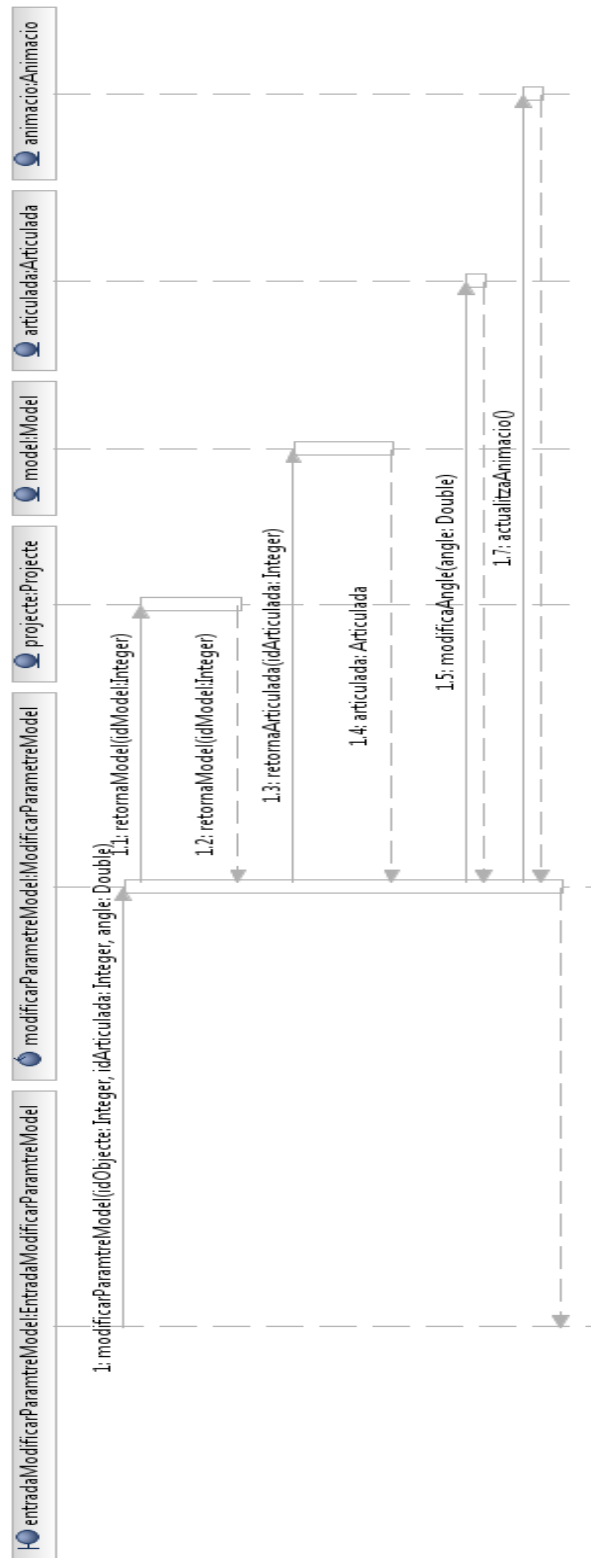 entradaModificarParamtreModel:EntradaModificarParamtreModel
modificarParametreModel:ModificarParametreModel
projecte:Projecte
model:Model
articulada:Articulada
animacio:Animacio
1: modificarParamtreModel(idObjecte: Integer, idArticulada: Integer, angle: Double)
1.1: retornaModel(idModel:Integer)
1.2: retornaModel(idModel:Integer)
1.3: retornaArticulada(idArticulada: Integer)
1.4: articulada: Articulada
1.5: modificaAngle(angle: Double)
1.7: actualitzaAnimacio()